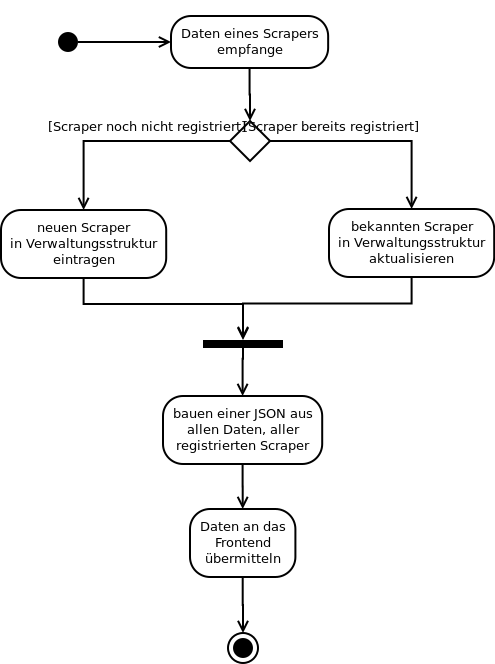 Daten eines Scrapers
empfange
[Scraper noch nicht registriert]
[Scraper bereits registriert]
neuen Scraper
in Verwaltungsstruktur
eintragen
bekannten Scraper
in Verwaltungsstruktur
aktualisieren
bauen einer JSON aus
allen Daten, aller
registrierten Scraper
Daten an das
Frontend
übermitteln